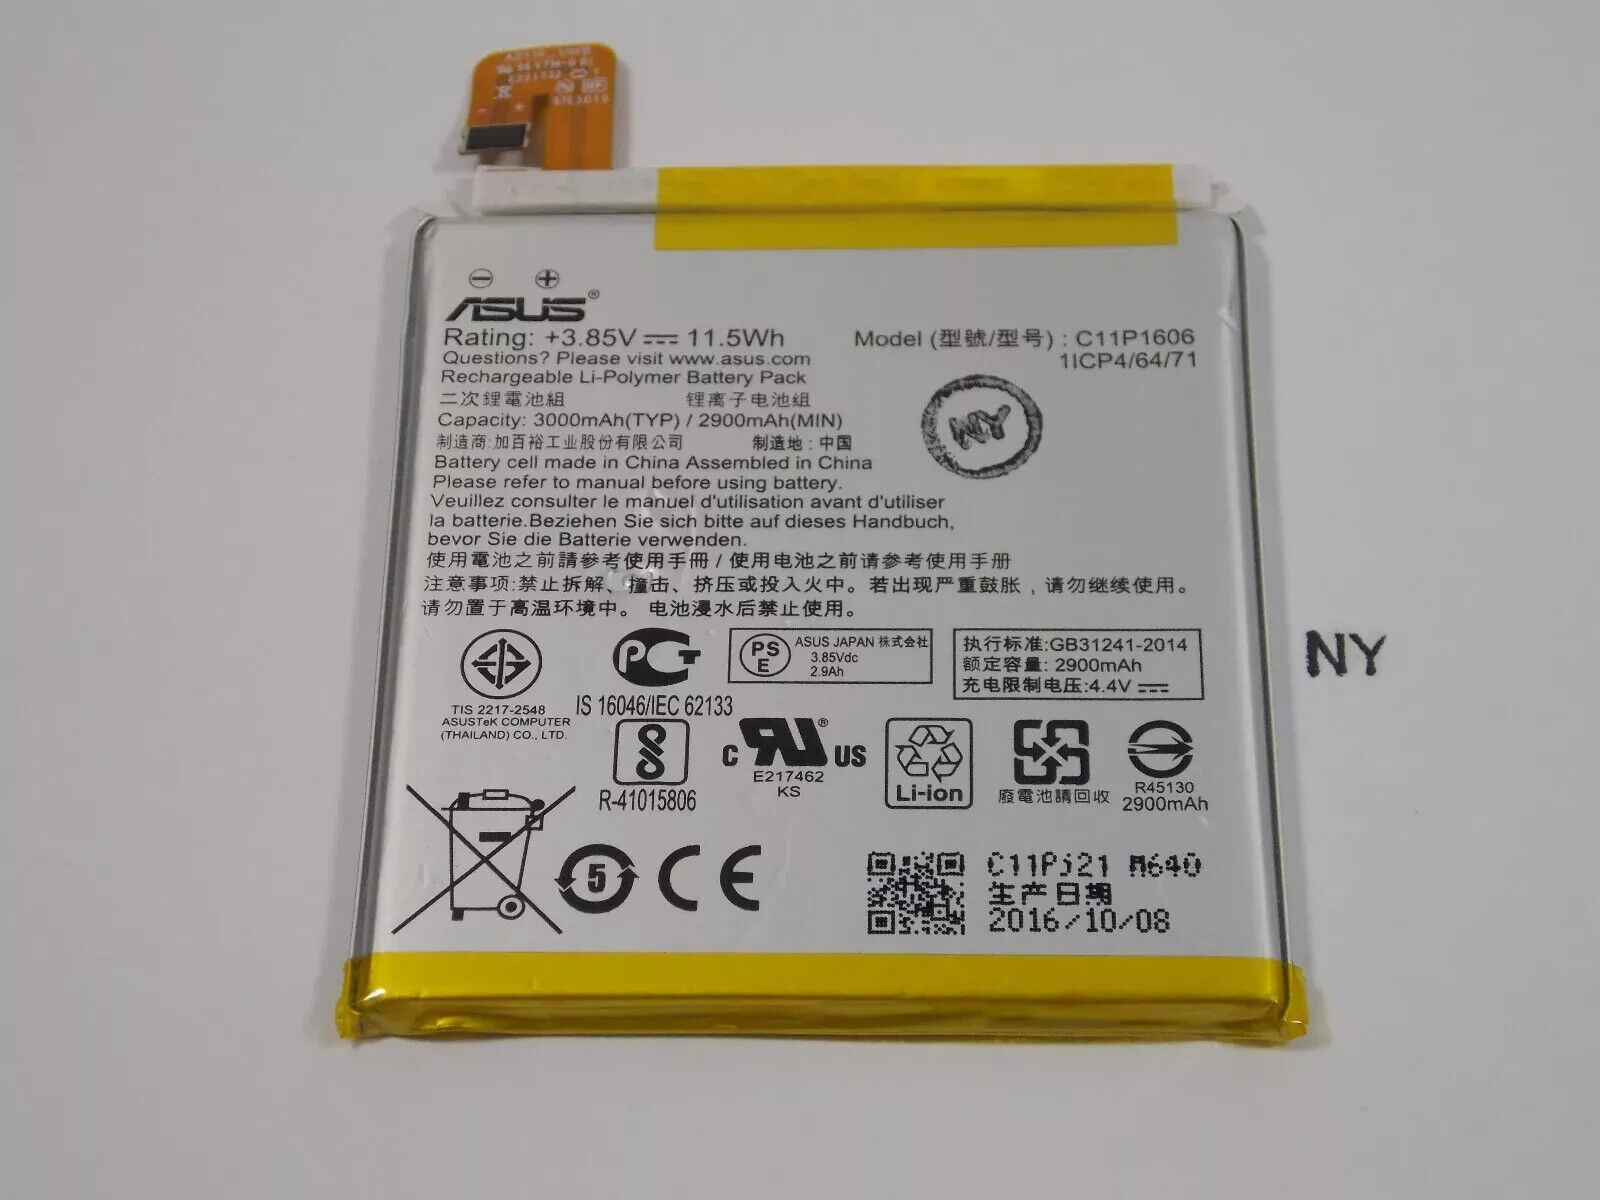 E221732
- +
ASUS®
Rating: +3.85V 11.5Wh
Model (型號/型号) : C11P1606
Questions? Please visit www.asus.com
1ICP4/64/71
Rechargeable Li-Polymer Battery Pack
二次鋰電池組 锂离子电池组
NY
Capacity: 3000mAh(TYP) / 2900mAh(MIN)
制造商:加百裕工业股份有限公司 制造地: 中国
Battery cell made in China Assembled in China
Please refer to manual before using battery.
Veuillez consulter le manuel d'utilisation avant d'utiliser
la batterie.Beziehen Sie sich bitte auf dieses Handbuch,
bevor Sie die Batterie verwenden.
使用電池之前請參考使用手冊 / 使用电池之前请参考使用手册
注意事项:禁止拆解、撞击、挤压或投入火中。若出现严重鼓胀，请勿继续使用。
请勿置于高温环境中。 电池浸水后禁止使用。
PS
E
ASUS JAPAN 株式会社
3.85Vdc
2.9Ah
执行标准:GB31241-2014
额定容量: 2900mAh
充电限制电压:4.4V
NY
TIS 2217-2548
ASUSTeK COMPUTER
(THAILAND) CO., LTD.
IS 16046/IEC 62133
R-41015806
c RU® US
E217462
KS
Li-ion
廢電池請回收
R45130
2900mAh
5
CE
C11Pj21 M640
生产日期
2016/10/08